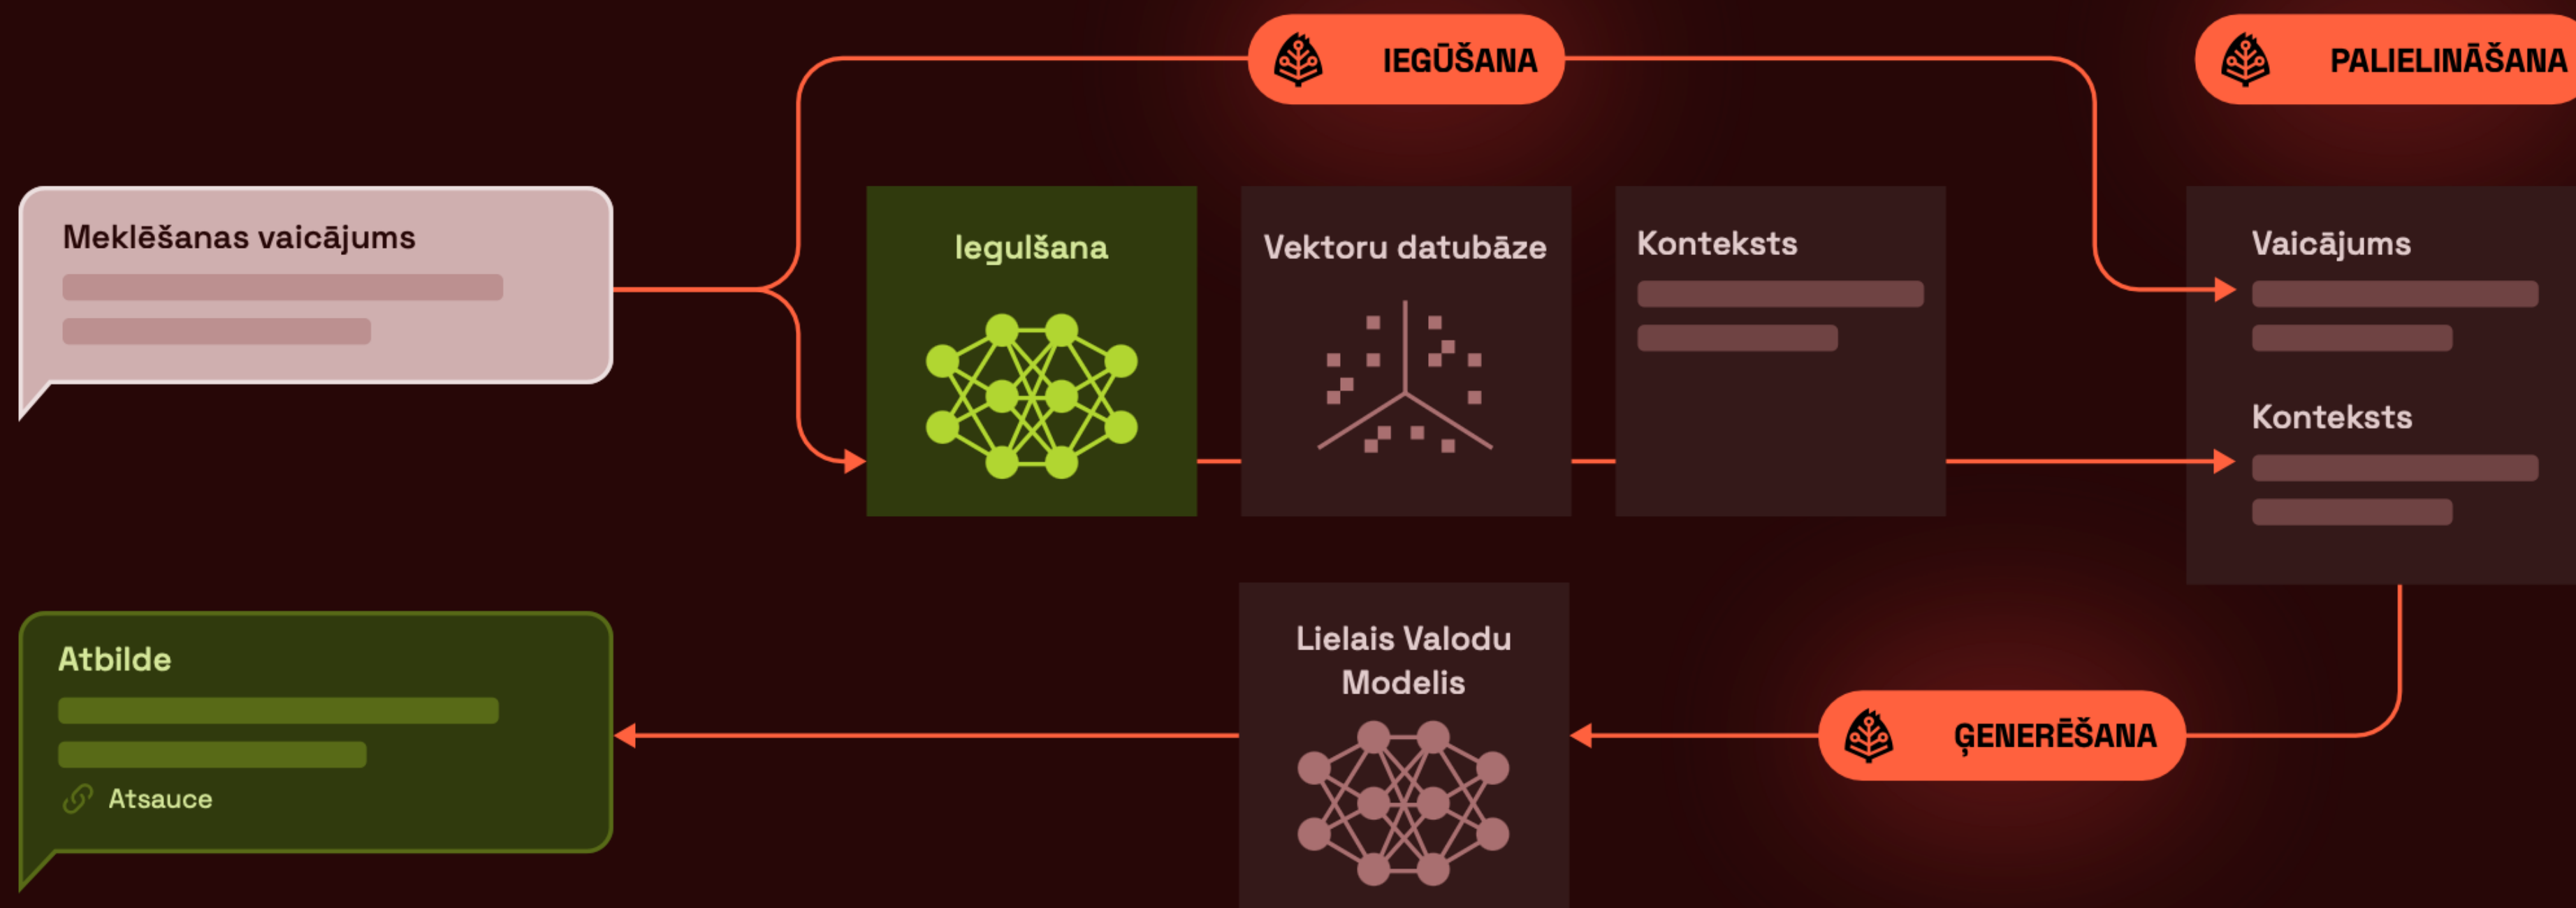 IEGŪŠANA
PALIELINĀŠANA
Meklēšanas vaicājums
Iegulšana
Vektoru datubāze
Konteksts
Vaicājums
Konteksts
Lielais Valodu
Modelis
ĢENERĒŠANA
Atbilde
Atsauce